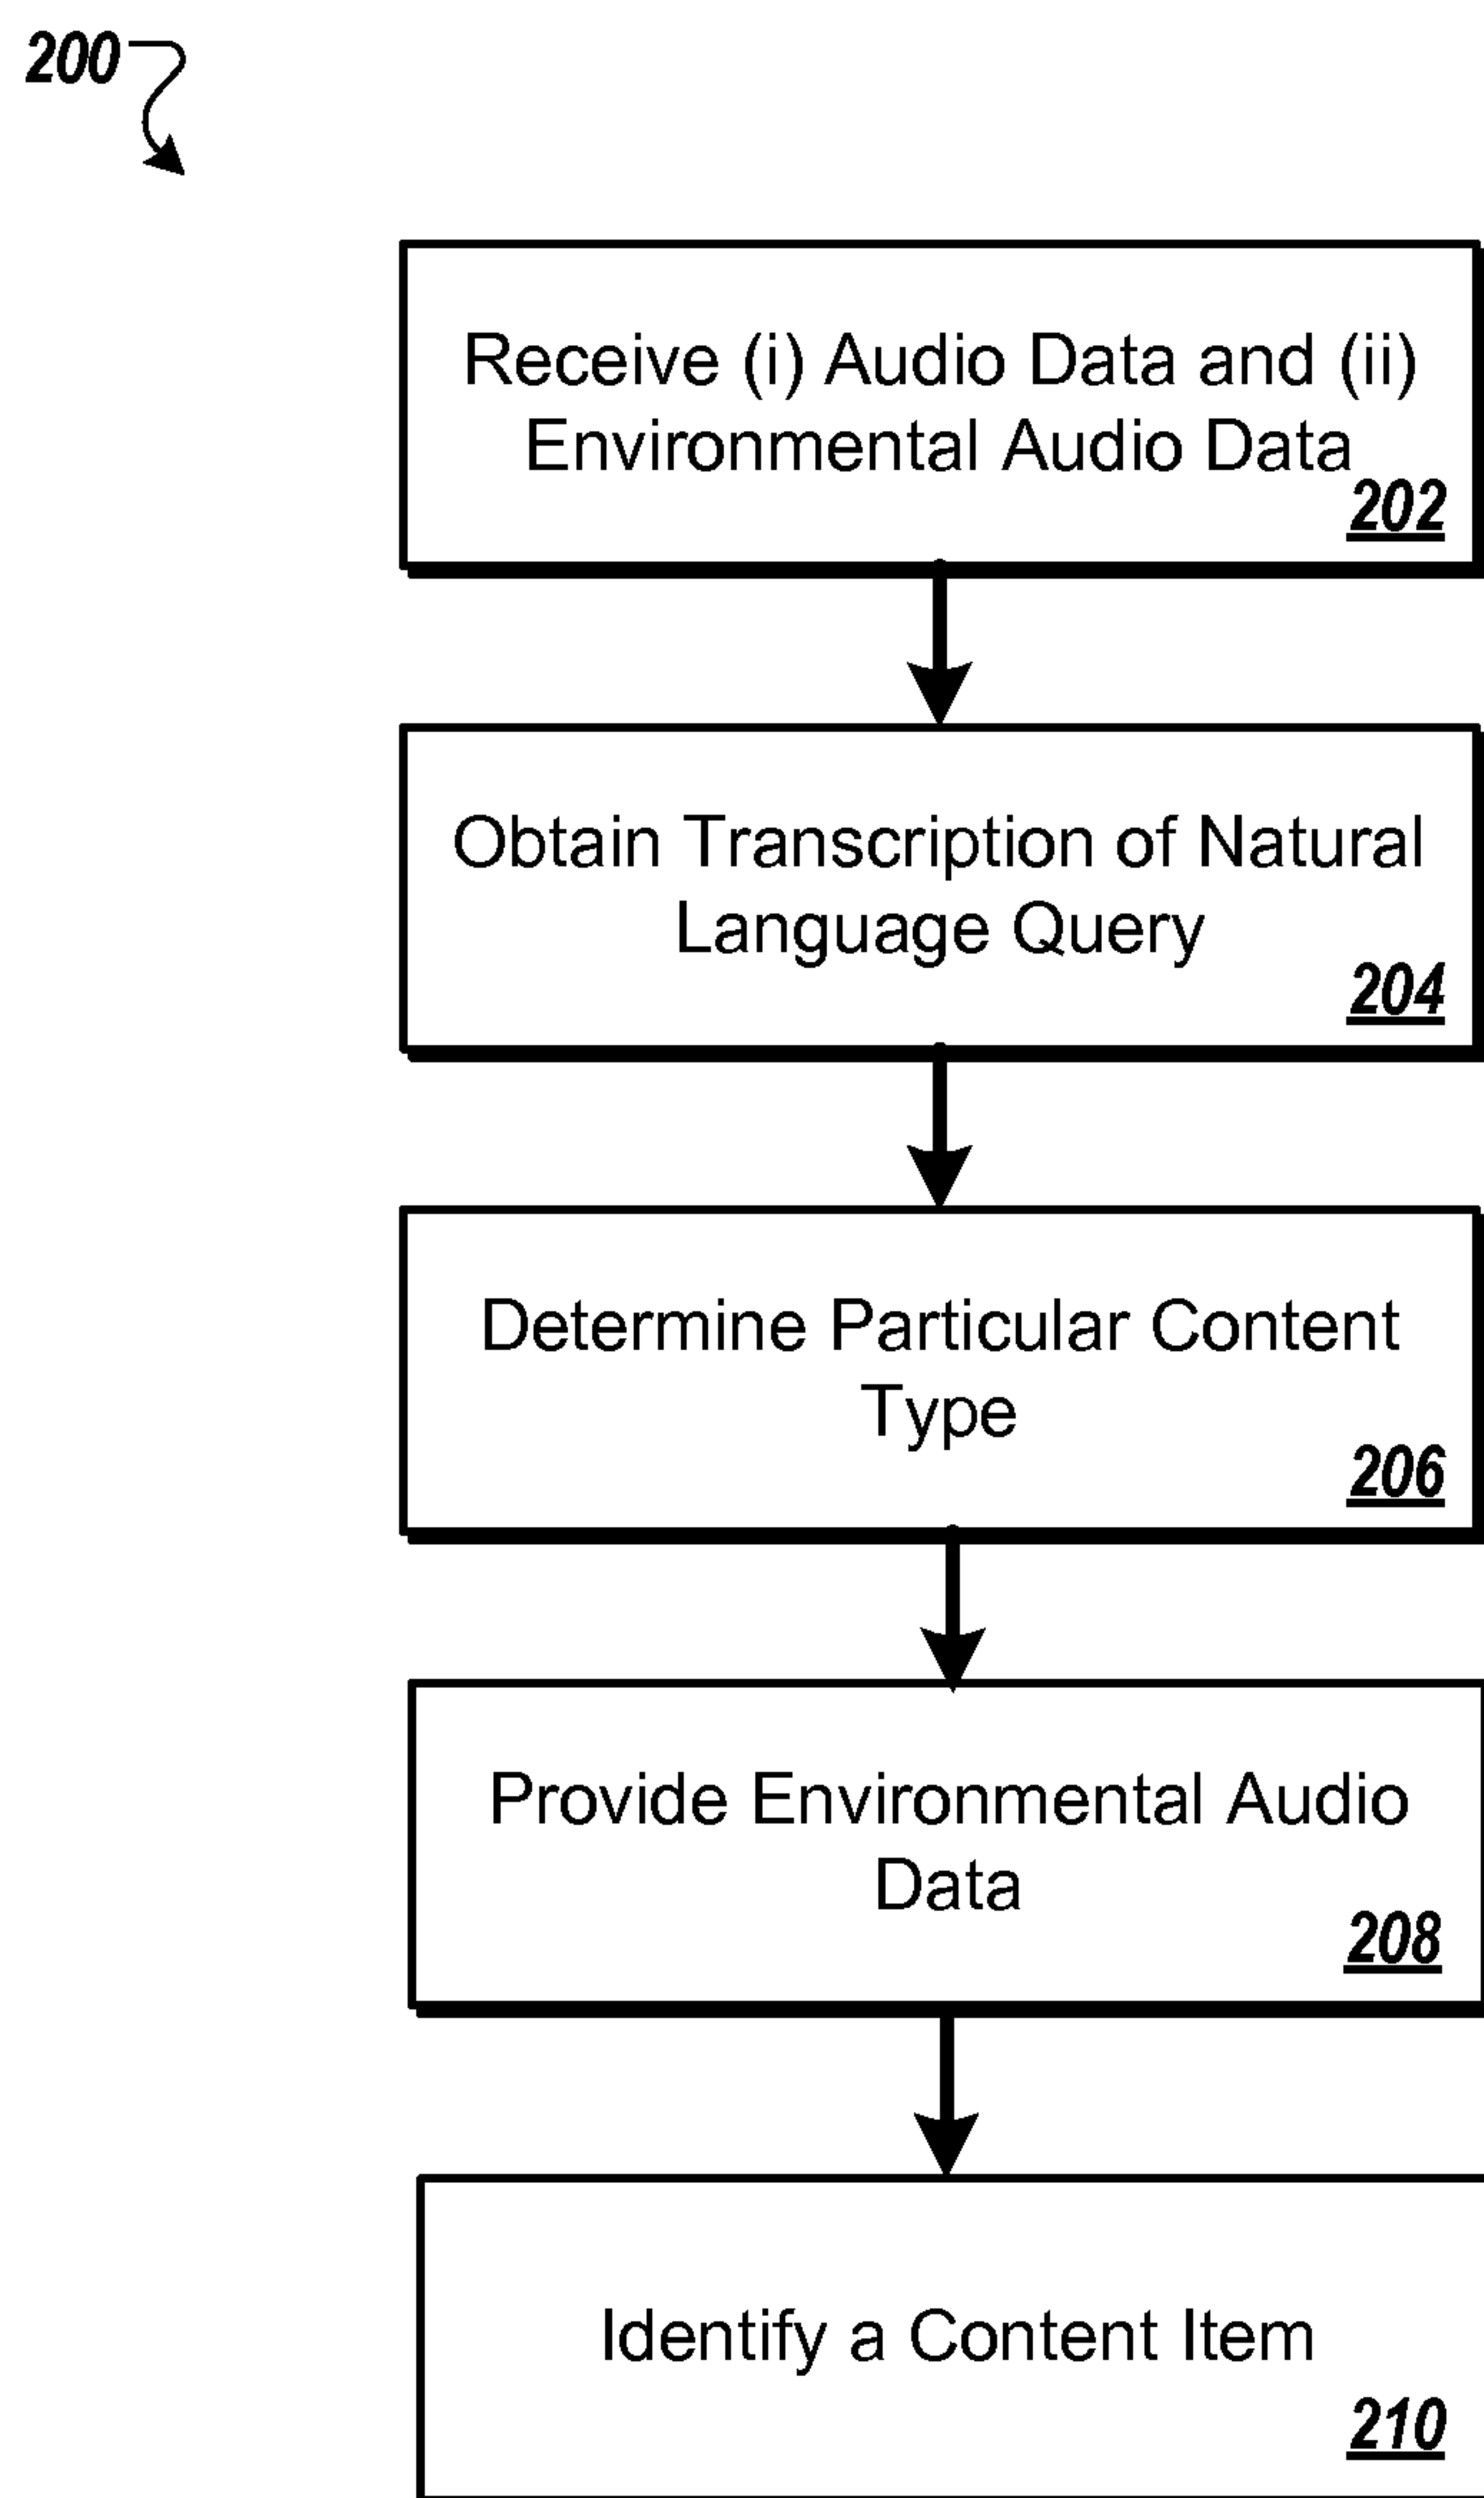 200
Receive (i) Audio Data and (ii)
Environmental Audio Data
202
Obtain Transcription of Natural
Language Query
204
Determine Particular Content
Type
206
Provide Environmental Audio
Data
208
Identify a Content Item
210